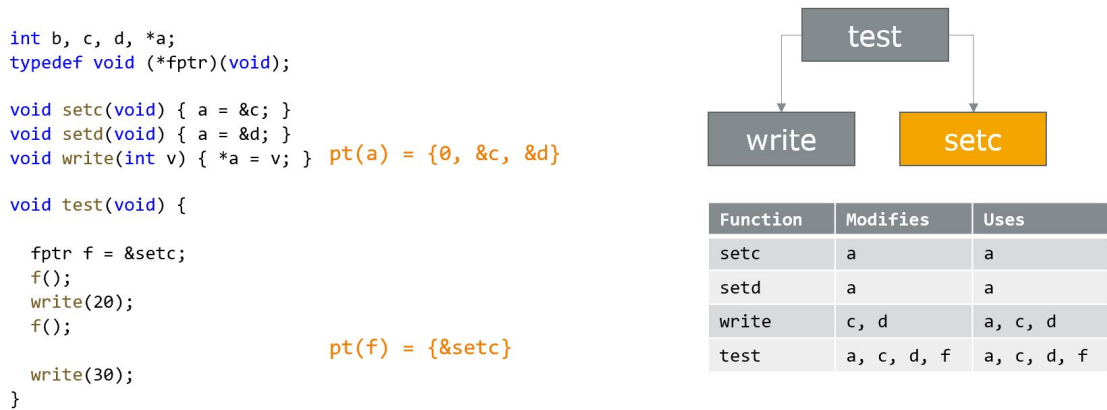 int b, c, d, *a;
typedef void (*fptr)(void);
void setc(void) { a = &c; }
void setd(void) { a = &d; }
void write(int v) { *a = v; } pt(a) = {0, &c, &d}
void test(void) {
fptr f = &setc;
f();
write(20);
f();
pt(f) = {&setc}
write(30);
}
test
write setc
Function Modifies Uses
setc a a
setd a a
write c, d a, c, d
test a, c, d, f a, c, d, f